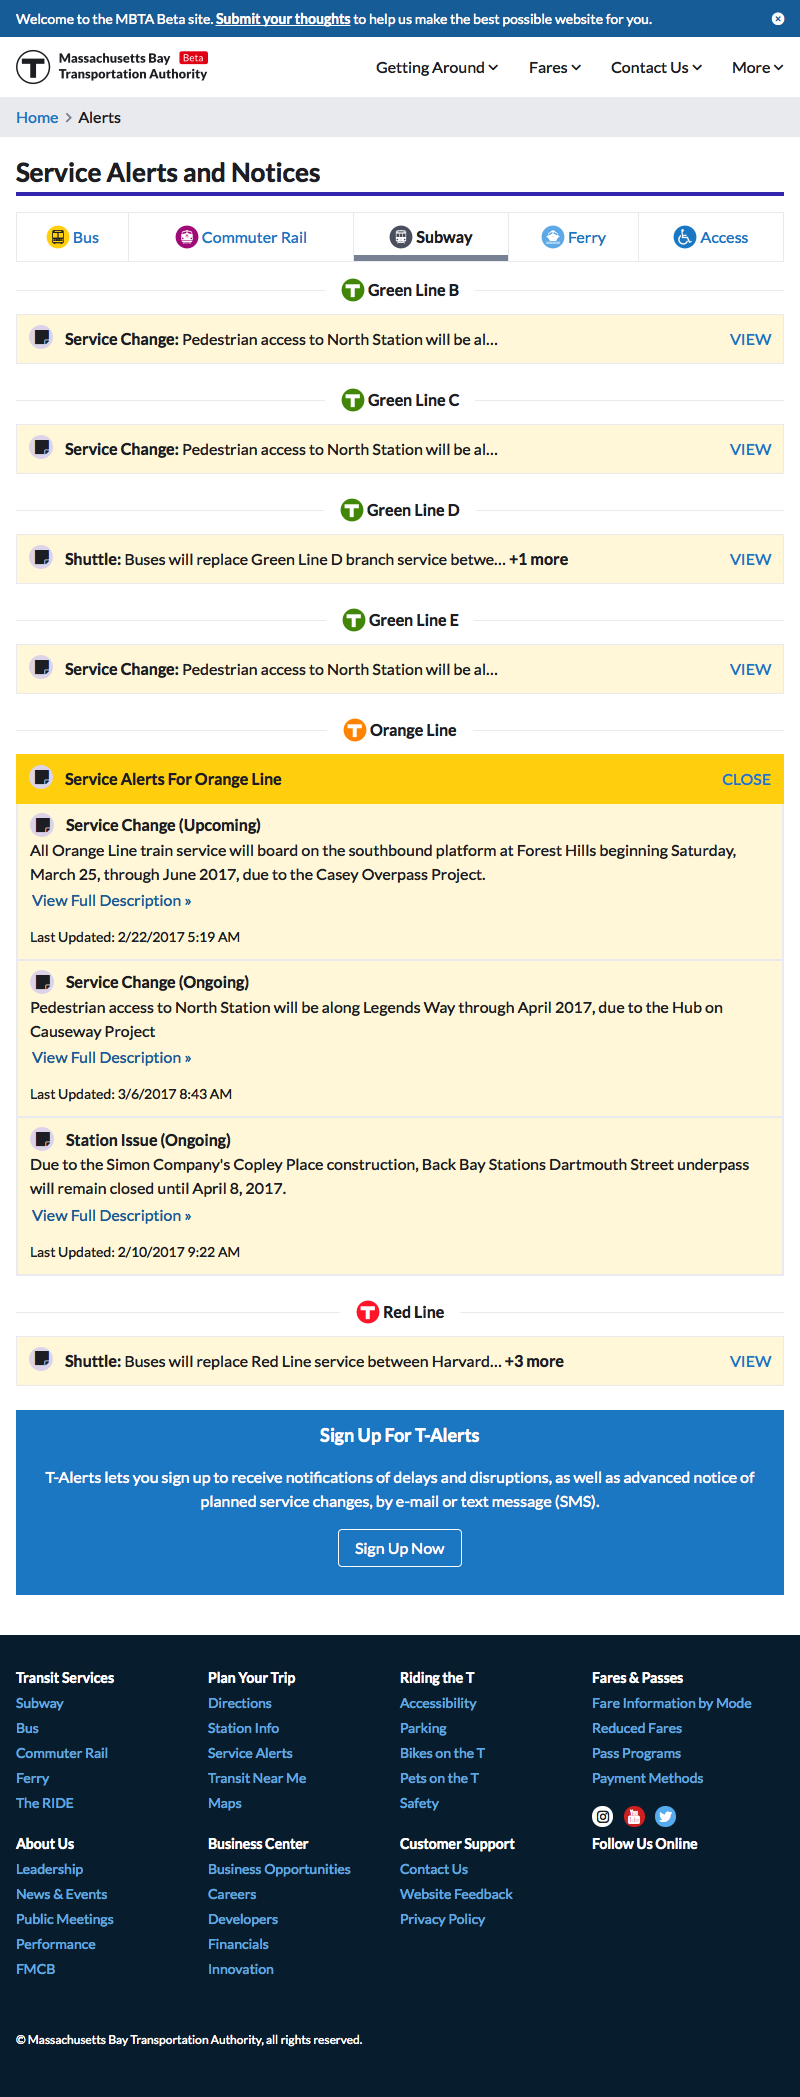 Welcome to the MBTA Beta site. Submit your thoughts to help us make the best possible website for you.
Massachusetts Bay Beta
Transportation Authority
Getting Around Fares Contact Us More
Home > Alerts
Service Alerts and Notices
Bus Commuter Rail Subway Ferry Access
T Green Line B
Service Change: Pedestrian access to North Station will be al... VIEW
T Green Line C
Service Change: Pedestrian access to North Station will be al... VIEW
T Green Line D
Shuttle: Buses will replace Green Line D branch service betwe... +1 more VIEW
T Green Line E
Service Change: Pedestrian access to North Station will be al... VIEW
T Orange Line
Service Alerts For Orange Line CLOSE
Service Change (Upcoming)
All Orange Line train service will board on the southbound platform at Forest Hills beginning Saturday,
March 25, through June 2017, due to the Casey Overpass Project.
View Full Description »
Last Updated: 2/22/2017 5:19 AM
Service Change (Ongoing)
Pedestrian access to North Station will be along Legends Way through April 2017, due to the Hub on
Causeway Project
View Full Description »
Last Updated: 3/6/2017 8:43 AM
Station Issue (Ongoing)
Due to the Simon Company's Copley Place construction, Back Bay Stations Dartmouth Street underpass
will remain closed until April 8, 2017.
View Full Description »
Last Updated: 2/10/2017 9:22 AM
T Red Line
Shuttle: Buses will replace Red Line service between Harvard... +3 more VIEW
Sign Up For T-Alerts
T-Alerts lets you sign up to receive notifications of delays and disruptions, as well as advanced notice of
planned service changes, by e-mail or text message (SMS).
Sign Up Now
Transit Services Plan Your Trip Riding the T Fares & Passes
Subway Directions Accessibility Fare Information by Mode
Bus Station Info Parking Reduced Fares
Commuter Rail Service Alerts Bikes on the T Pass Programs
Ferry Transit Near Me Pets on the T Payment Methods
The RIDE Maps Safety
About Us Business Center Customer Support Follow Us Online
Leadership Business Opportunities Contact Us
News & Events Careers Website Feedback
Public Meetings Developers Privacy Policy
Performance Financials
FMCB Innovation
© Massachusetts Bay Transportation Authority, all rights reserved.